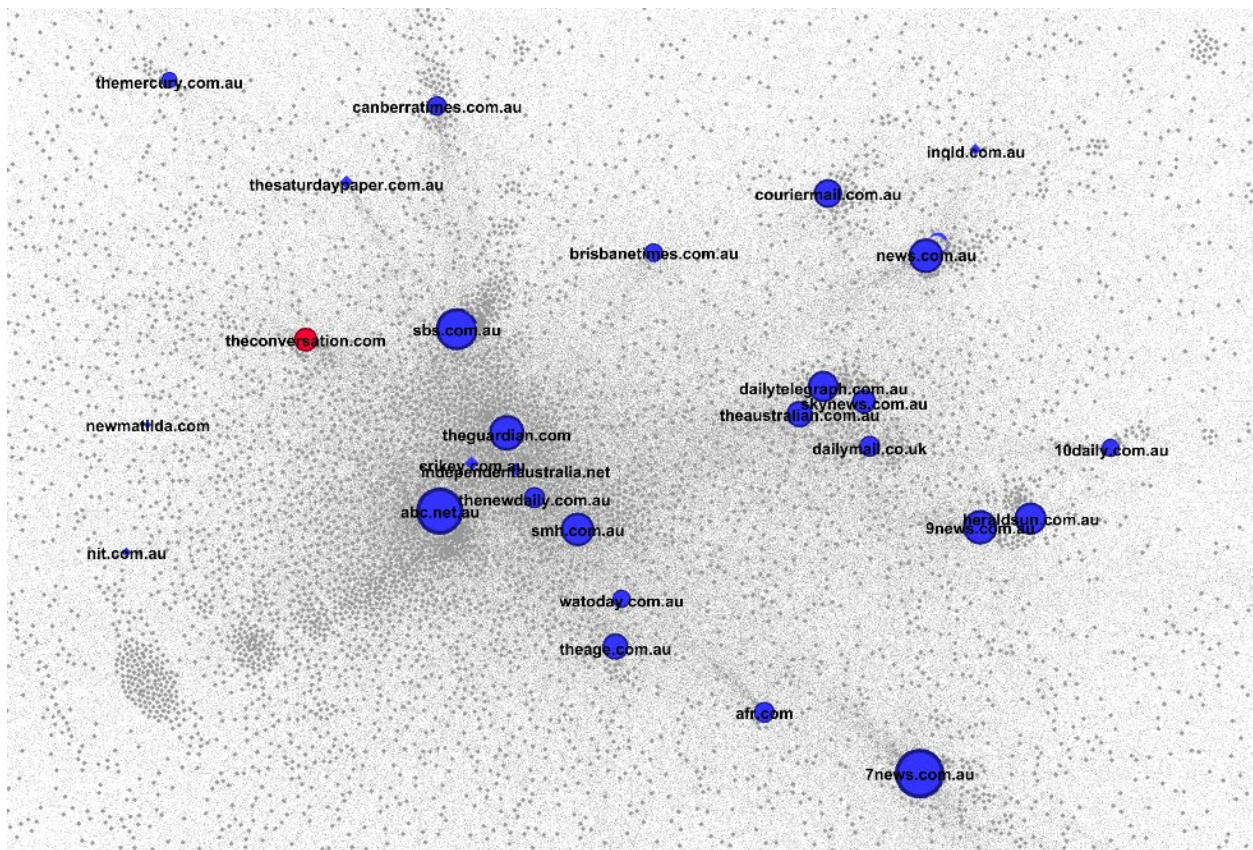 themercury.com.au
canberratimes.com.au
inqld.com.au
thesaturdaypaper.com.au
couriermail.com.au
brisbanetimes.com.au
news.com.au
sbs.com.au
theconversation.com
dailytelegraph.com.au
skynews.com.au
theaustralian.com.au
newmatilda.com
theguardian.com
dailymail.co.uk
10daily.com.au
crikey.com.au
independentaustralia.net
thenewdaily.com.au
abc.net.au
heraldsun.com.au
9news.com.au
smh.com.au
nit.com.au
watoday.com.au
theage.com.au
afr.com
7news.com.au